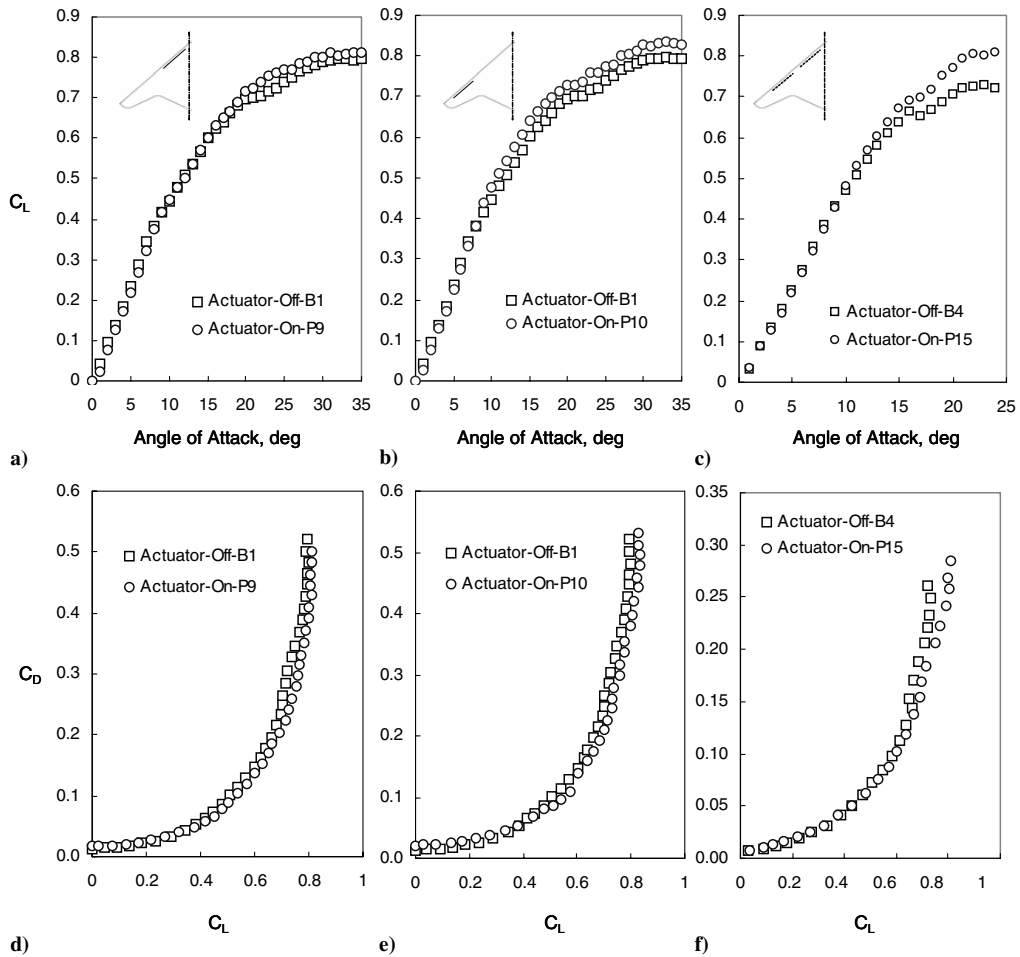 0.9
0.8
0.7
0.6
0.5
0.4
0.3
0.2
0.1
0
C_L
Actuator-Off-B1
Actuator-On-P9
0 5 10 15 20 25 30 35
Angle of Attack, deg
a)
0.9
0.8
0.7
0.6
0.5
0.4
0.3
0.2
0.1
0
Actuator-Off-B1
Actuator-On-P10
0 5 10 15 20 25 30 35
Angle of Attack, deg
b)
0.9
0.8
0.7
0.6
0.5
0.4
0.3
0.2
0.1
0
Actuator-Off-B4
Actuator-On-P15
0 5 10 15 20 25
Angle of Attack, deg
c)
0.6
0.5
0.4
0.3
0.2
0.1
0.0
C_D
Actuator-Off-B1
Actuator-On-P9
0 0.2 0.4 0.6 0.8 1
C_L
d)
0.6
0.5
0.4
0.3
0.2
0.1
0.0
Actuator-Off-B1
Actuator-On-P10
0 0.2 0.4 0.6 0.8 1
C_L
e)
0.35
0.30
0.25
0.20
0.15
0.10
0.05
0.00
Actuator-Off-B4
Actuator-On-P15
0 0.2 0.4 0.6 0.8 1
C_L
f)